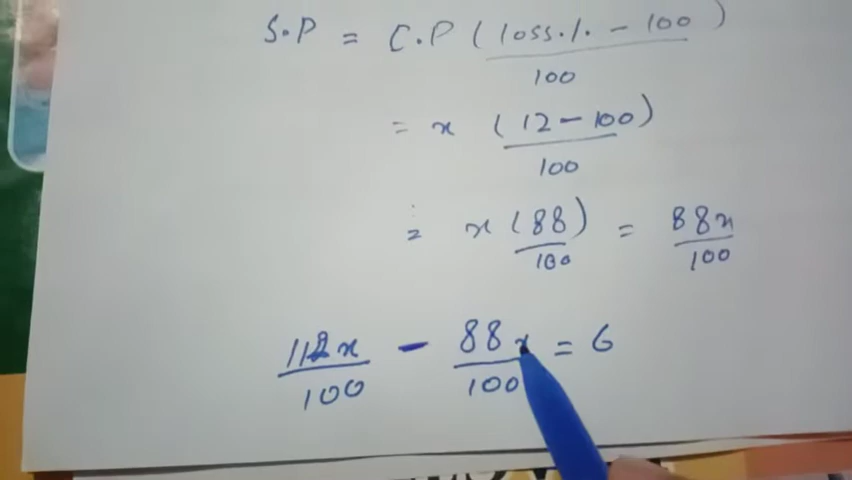 S.P = C.P (loss.%. - 100)
100
= x (12 - 100)
100
= x (88) = 88x
100 100
112x - 88x = 6
100 100